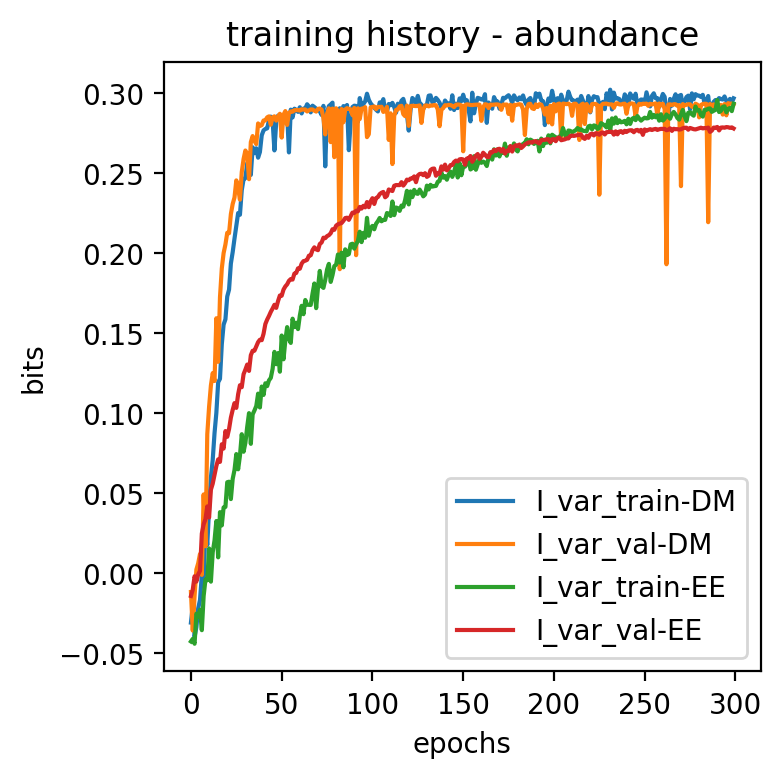 training history - abundance
bits
0.30
0.25
0.20
0.15
0.10
0.05
0.00
−0.05
I_var_train-DM
I_var_val-DM
I_var_train-EE
I_var_val-EE
0 50 100 150 200 250 300
epochs